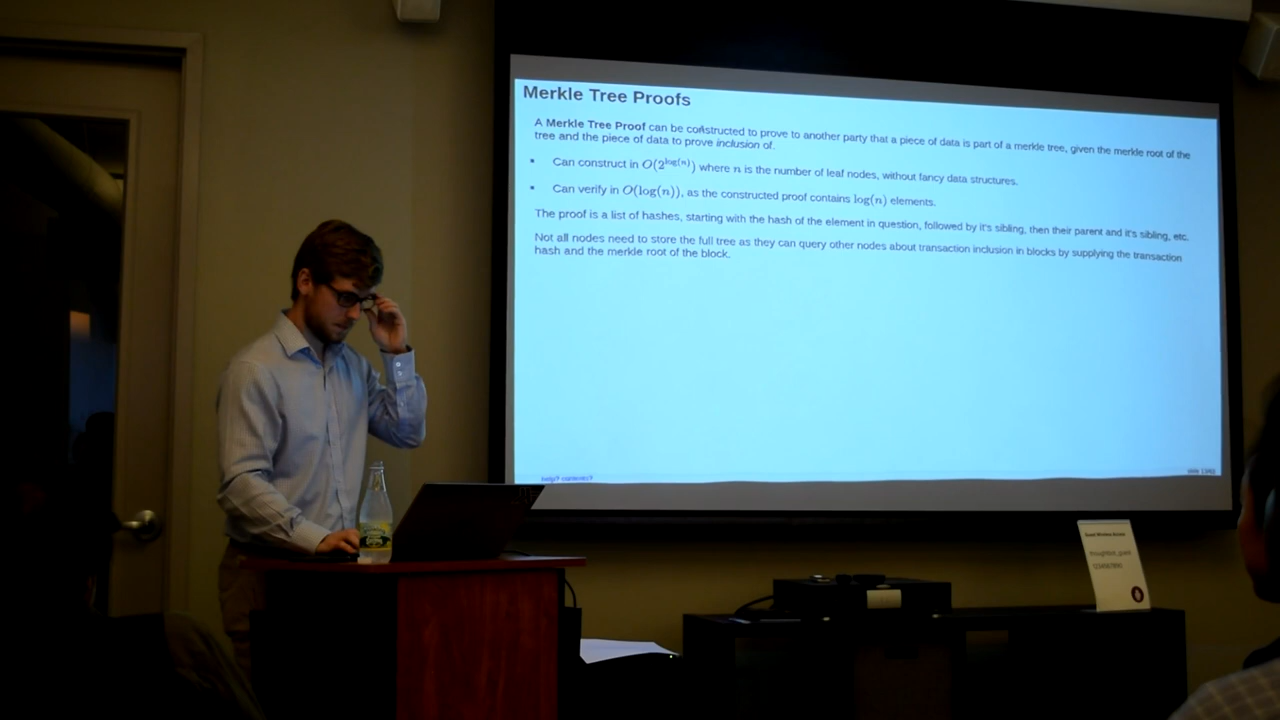 Merkle Tree Proofs
A Merkle Tree Proof can be constructed to prove to another party that a piece of data is part of a merkle tree, given the merkle root of the
tree and the piece of data to prove inclusion of.
Can construct in O(2^log(n)) where n is the number of leaf nodes, without fancy data structures.
Can verify in O(log(n)), as the constructed proof contains log(n) elements.
The proof is a list of hashes, starting with the hash of the element in question, followed by it's sibling, then their parent and it's sibling, etc.
Not all nodes need to store the full tree as they can query other nodes about transaction inclusion in blocks by supplying the transaction
hash and the merkle root of the block.
help? contents?
Guest Wireless Access
thoughtbot_guest